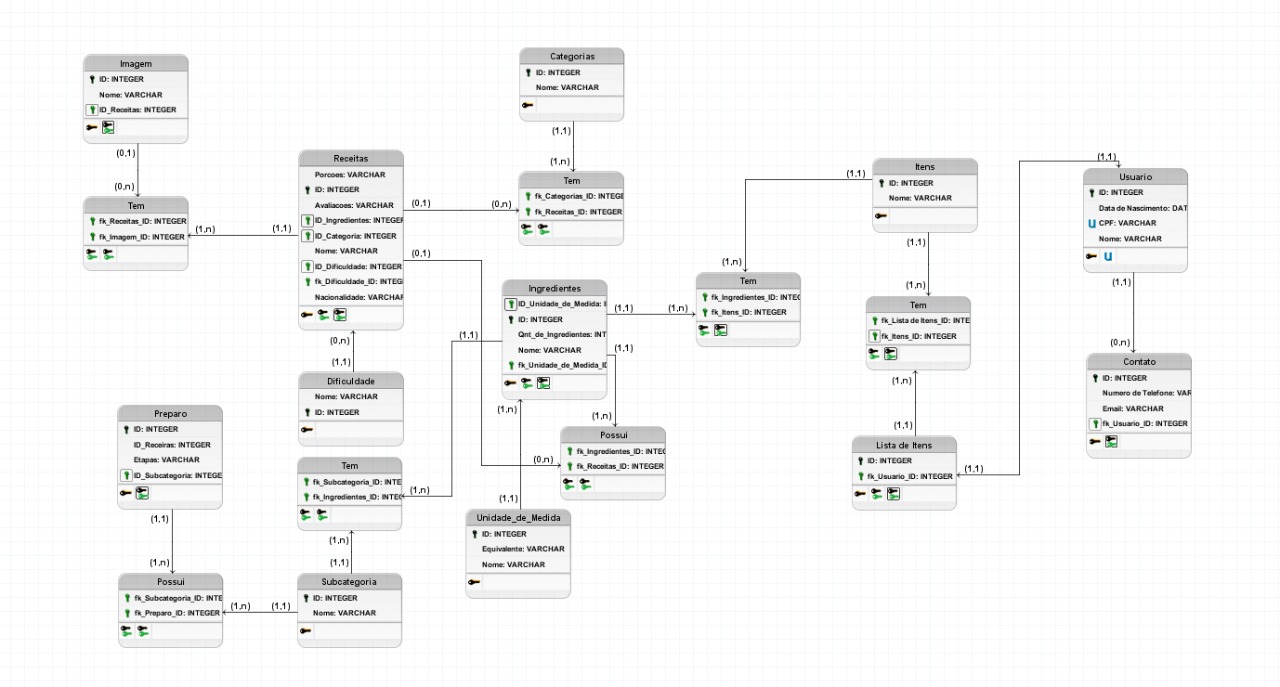 Imagem
ID: INTEGER
Nome: VARCHAR
ID_Receitas: INTEGER
(0,1)
(0,n)
Tem
fk_Receitas_ID: INTEGER
fk_Imagem_ID: INTEGER
(1,n)
(1,1)
Receitas
Porcoes: VARCHAR
ID: INTEGER
Avaliacoes: VARCHAR
ID_Ingredientes: INTEGER
ID_Categoria: INTEGER
Nome: VARCHAR
ID_Dificuldade: INTEGER
fk_Dificuldade_ID: INTEGER
Nacionalidade: VARCHAR
(0,1)
(0,n)
(0,1)
Categorias
ID: INTEGER
Nome: VARCHAR
(1,1)
(1,n)
Tem
fk_Categorias_ID: INTEGE
fk_Receitas_ID: INTEGER
(0,n)
(1,1)
Dificuldade
Nome: VARCHAR
ID: INTEGER
Ingredientes
ID_Unidade_de_Medida: I
ID: INTEGER
Qnt_de_Ingredientes: INT
Nome: VARCHAR
fk_Unidade_de_Medida_ID
(1,1)
(1,n)
(1,1)
(1,1)
(1,n)
(1,n)
Tem
fk_Ingredientes_ID: INTEG
fk_Itens_ID: INTEGER
(1,n)
(1,1)
Itens
ID: INTEGER
Nome: VARCHAR
(1,1)
(1,n)
Tem
fk_Lista de Itens_ID: INTE
fk_Itens_ID: INTEGER
(1,n)
(1,1)
Lista de Itens
ID: INTEGER
fk_Usuario_ID: INTEGER
(1,1)
(1,1)
Usuario
ID: INTEGER
Data de Nascimento: DAT
CPF: VARCHAR
Nome: VARCHAR
u
(1,1)
(0,n)
Contato
ID: INTEGER
Numero de Telefone: VAR
Email: VARCHAR
fk_Usuario_ID: INTEGER
Possui
fk_Ingredientes_ID: INTEG
fk_Receitas_ID: INTEGER
(0,n)
(1,1)
Unidade_de_Medida
ID: INTEGER
Equivalente: VARCHAR
Nome: VARCHAR
Preparo
ID: INTEGER
ID_Receiras: INTEGER
Etapas: VARCHAR
ID_Subcategoria: INTEGE
(1,1)
(1,n)
Tem
fk_Subcategoria_ID: INTE
fk_Ingredientes_ID: INTEG
(1,n)
(1,n)
(1,1)
Possui
fk_Subcategoria_ID: INTE
fk_Preparo_ID: INTEGER
(1,n)
(1,1)
Subcategoria
ID: INTEGER
Nome: VARCHAR